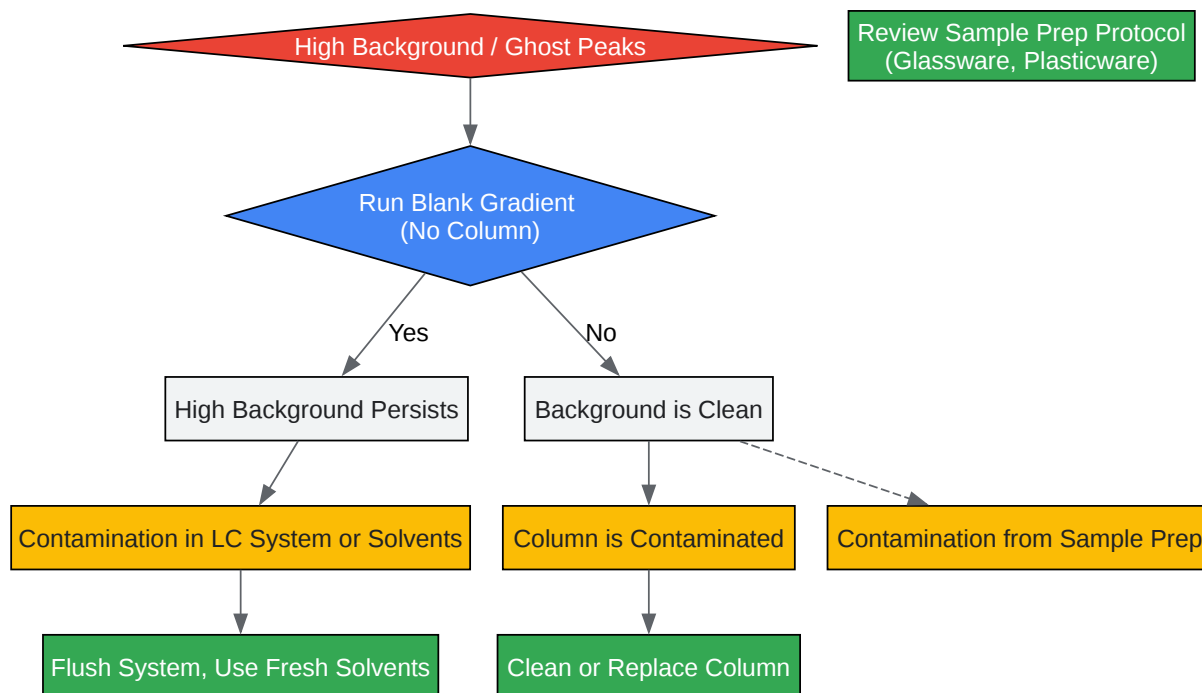 High Background / Ghost Peaks
Review Sample Prep Protocol
(Glassware, Plasticware)
Run Blank Gradient
(No Column)
Yes
No
High Background Persists
Background is Clean
Contamination in LC System or Solvents
Column is Contaminated
Contamination from Sample Prep
Flush System, Use Fresh Solvents
Clean or Replace Column